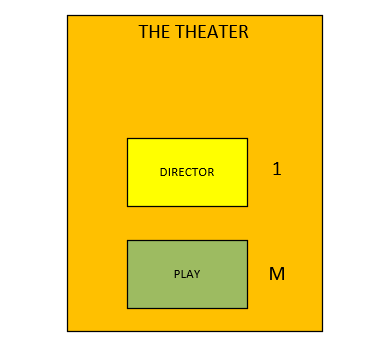 THE THEATER
DIRECTOR 1
PLAY M